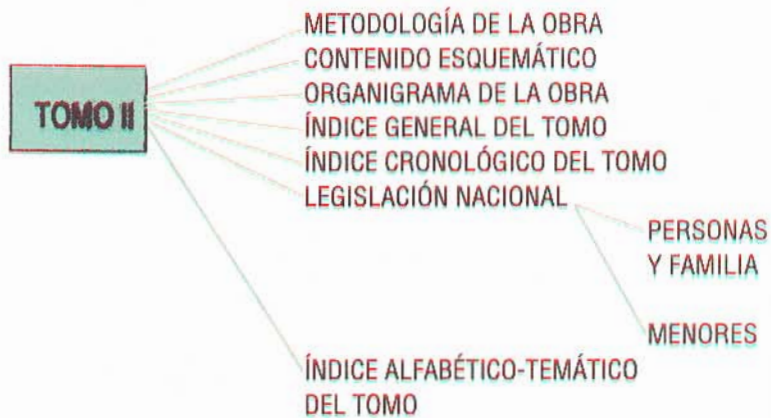 TOMO II
METODOLOGÍA DE LA OBRA
CONTENIDO ESQUEMÁTICO
ORGANIGRAMA DE LA OBRA
ÍNDICE GENERAL DEL TOMO
ÍNDICE CRONOLÓGICO DEL TOMO
LEGISLACIÓN NACIONAL
PERSONAS
Y FAMILIA
MENORES
ÍNDICE ALFABÉTICO-TEMÁTICO
DEL TOMO